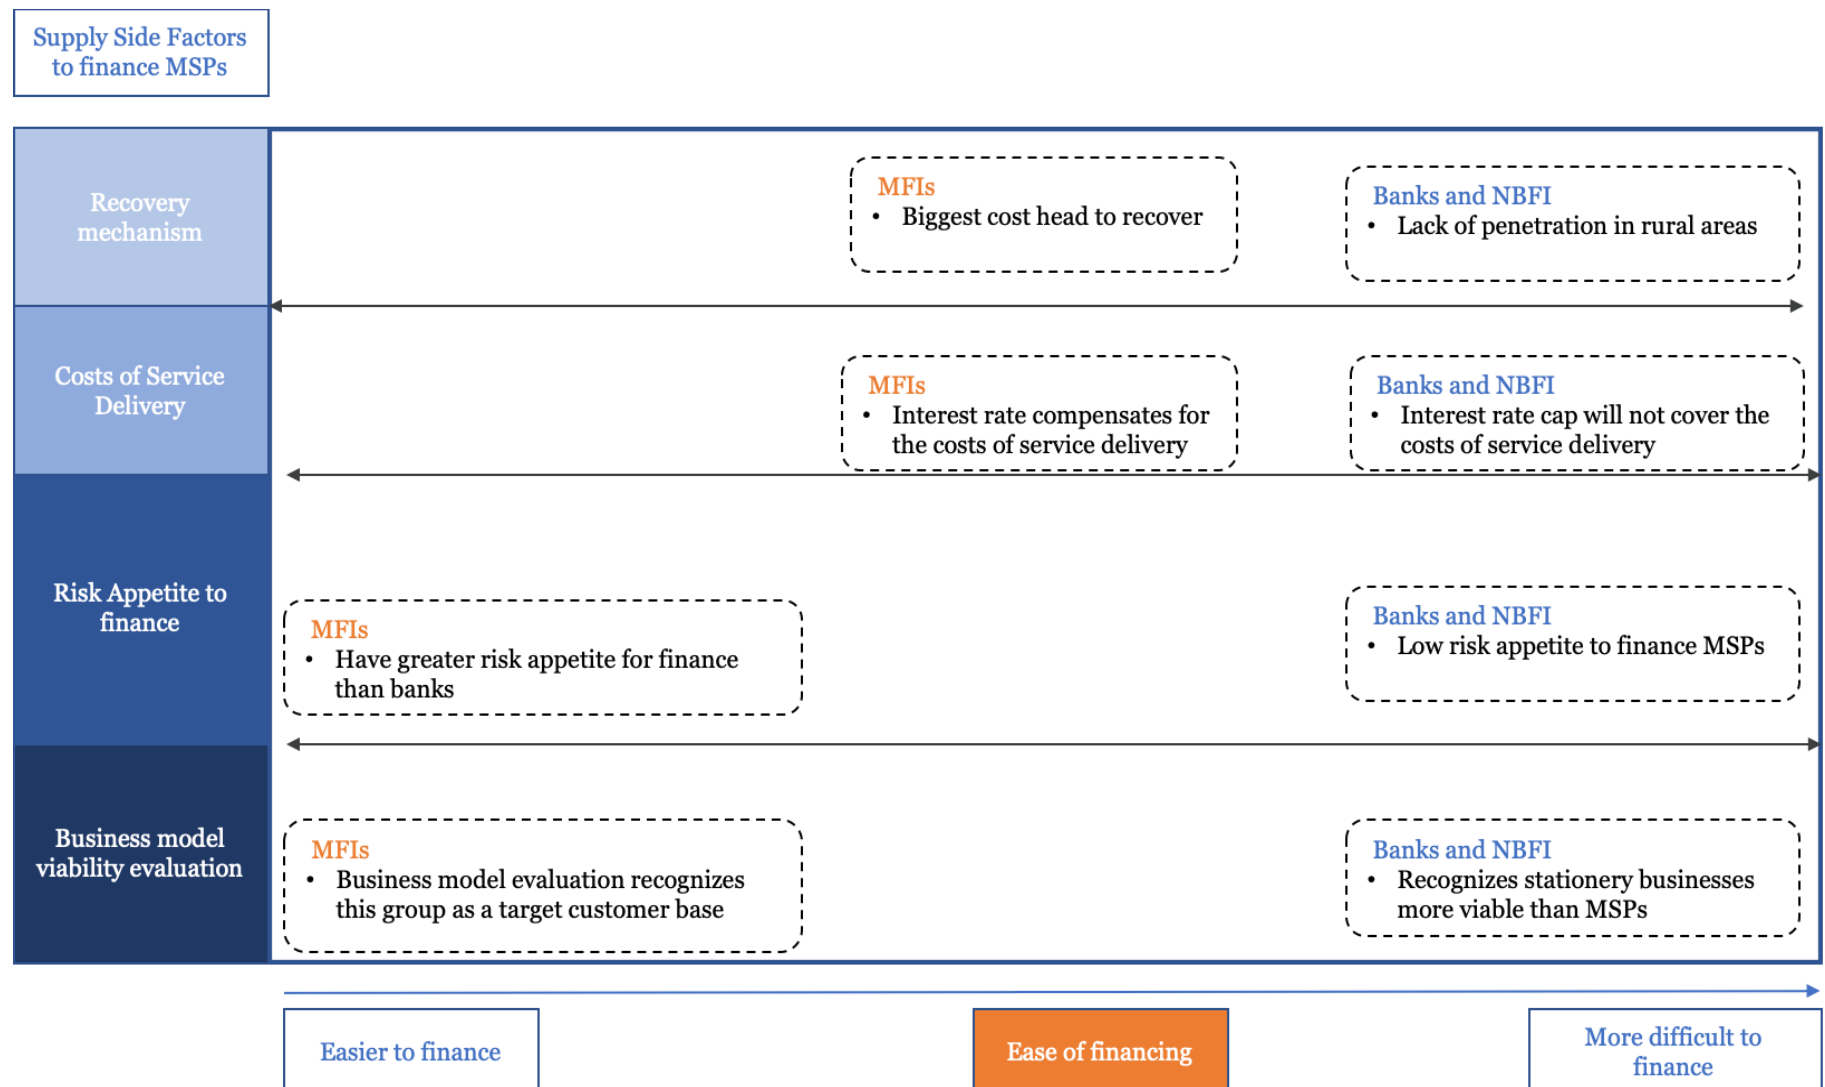 Supply Side Factors
to finance MSPs
Recovery
mechanism
MFIs
• Biggest cost head to recover
Banks and NBFI
• Lack of penetration in rural areas
Costs of Service
Delivery
MFIs
• Interest rate compensates for
the costs of service delivery
Banks and NBFI
• Interest rate cap will not cover the
costs of service delivery
Risk Appetite to
finance
MFIs
• Have greater risk appetite for finance
than banks
Banks and NBFI
• Low risk appetite to finance MSPs
Business model
viability evaluation
MFIs
• Business model evaluation recognizes
this group as a target customer base
Banks and NBFI
• Recognizes stationery businesses
more viable than MSPs
Easier to finance
Ease of financing
More difficult to
finance